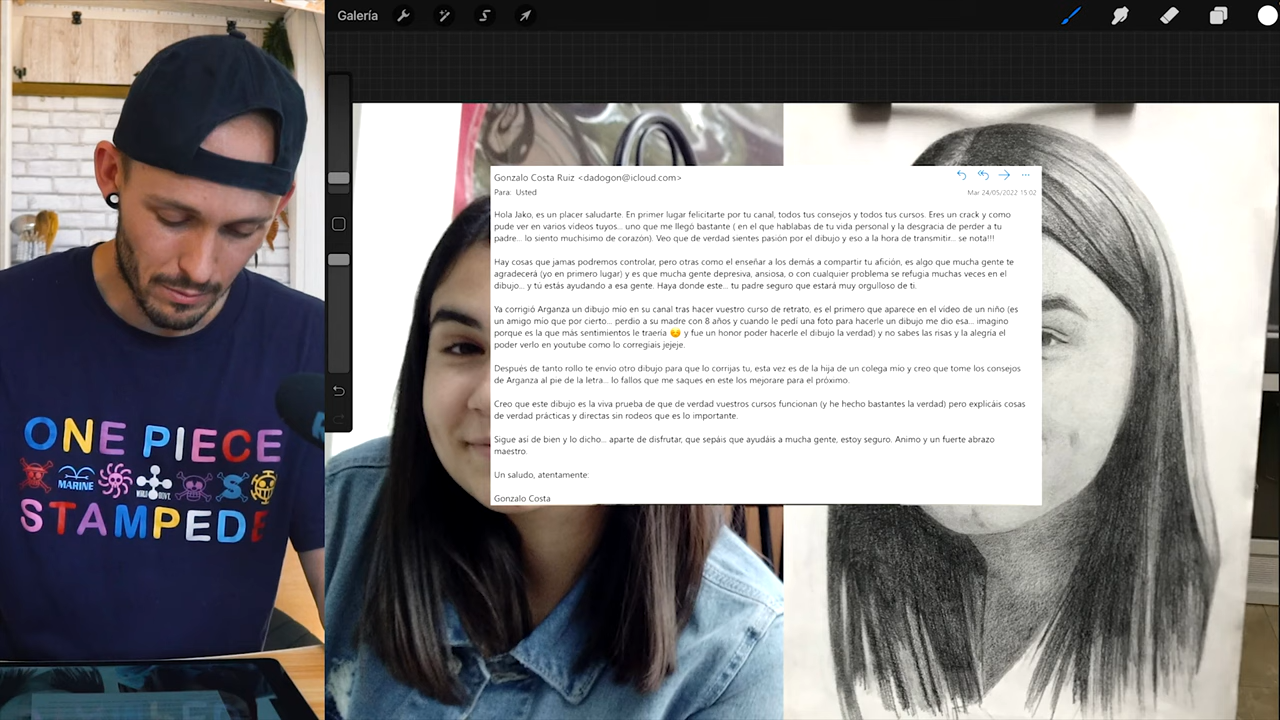 Galería
Gonzalo Costa Ruiz <dadogon@icloud.com>
Para: Usted
Mar 24/05/2022 15:02
Hola Jako, es un placer saludarte. En primer lugar felicitarte por tu canal, todos tus consejos y todos tus cursos. Eres un crack y como
pude ver en varios videos tuyos... uno que me llegó bastante ( en el que hablabas de tu vida personal y la desgracia de perder a tu
padre... lo siento muchisimo de corazón). Veo que de verdad sientes pasión por el dibujo y eso a la hora de transmitir... se nota!!!
Hay cosas que jamas podremos controlar, pero otras como el enseñar a los demás a compartir tu afición, es algo que mucha gente te
agradecerá (yo en primero lugar) y es que mucha gente depresiva, ansiosa, o con cualquier problema se refugia muchas veces en el
dibujo... y tú estás ayudando a esa gente. Haya donde este... tu padre seguro que estará muy orgulloso de ti.
Ya corrigió Arganza un dibujo mío en su canal tras hacer vuestro curso de retrato, es el primero que aparece en el video de un niño (es
un amigo mío que por cierto... perdio a su madre con 8 años y cuando le pedí una foto para hacerle un dibujo me dio esa... imagino
porque es la que más sentimientos le traería 😊 y fue un honor poder hacerle el dibujo la verdad) y no sabes las risas y la alegría el
poder verlo en youtube como lo corregiais jejeje.
Después de tanto rollo te envio otro dibujo para que lo corrijas tu, esta vez es de la hija de un colega mío y creo que tome los consejos
de Arganza al pie de la letra... lo fallos que me saques en este los mejorare para el próximo.
Creo que este dibujo es la viva prueba de que de verdad vuestros cursos funcionan (y he hecho bastantes la verdad) pero explicáis cosas
de verdad prácticas y directas sin rodeos que es lo importante.
Sigue así de bien y lo dicho... aparte de disfrutar, que sepáis que ayudáis a mucha gente, estoy seguro. Animo y un fuerte abrazo
maestro.
Un saludo, atentamente:
Gonzalo Costa
ONE PIECE
MARINE
WORLD GOVT.
S
STAMPEDE